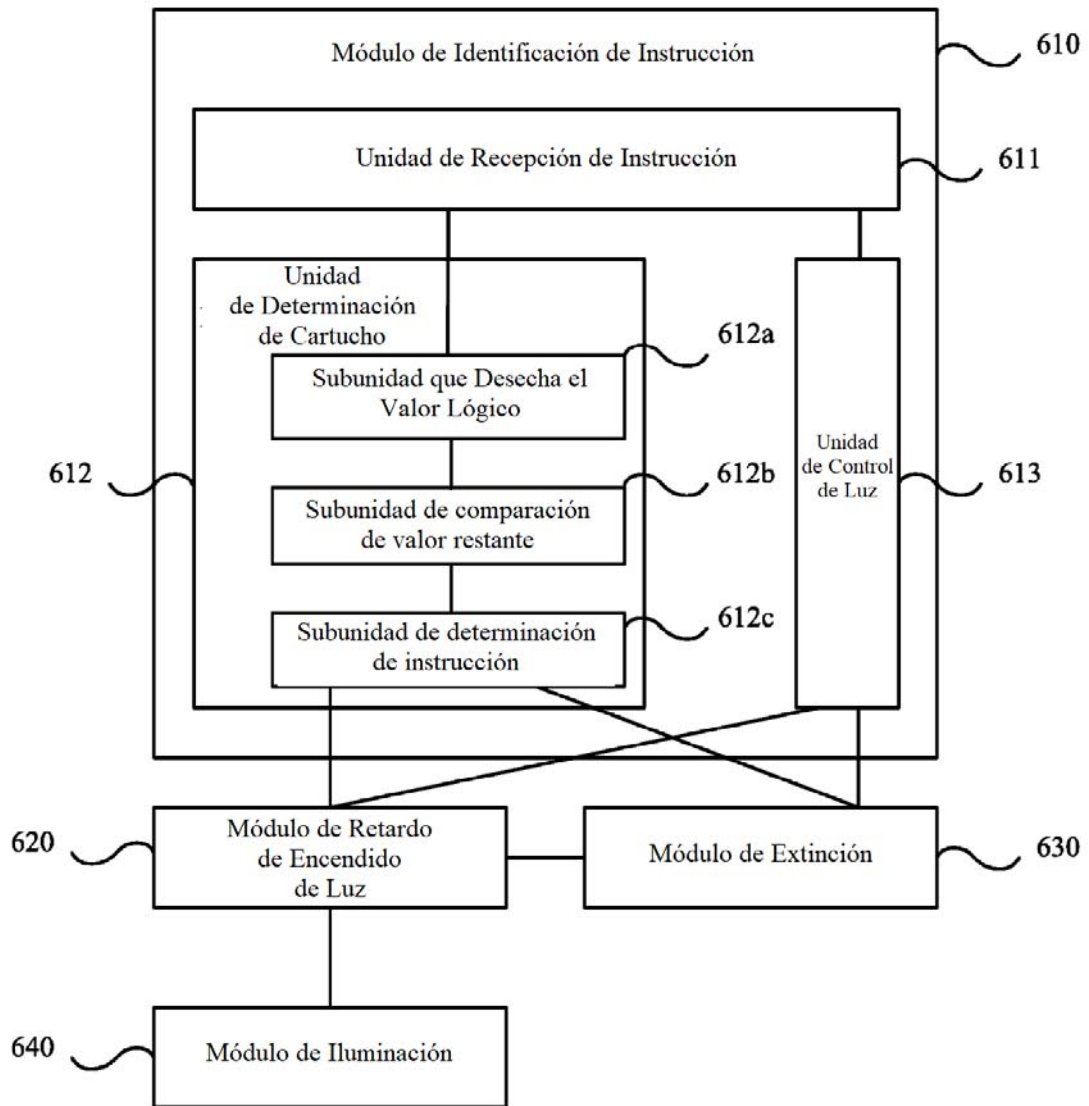 Módulo de Identificación de Instrucción
610
Unidad de Recepción de Instrucción
611
Unidad
de Determinación
de Cartucho
612a
Subunidad que Desecha el
Valor Lógico
612
612b
Subunidad de comparación
de valor restante
Unidad
de Control
de Luz
613
612c
Subunidad de determinación
de instrucción
620
Módulo de Retardo
de Encendido
de Luz
Módulo de Extinción
630
640
Módulo de Iluminación